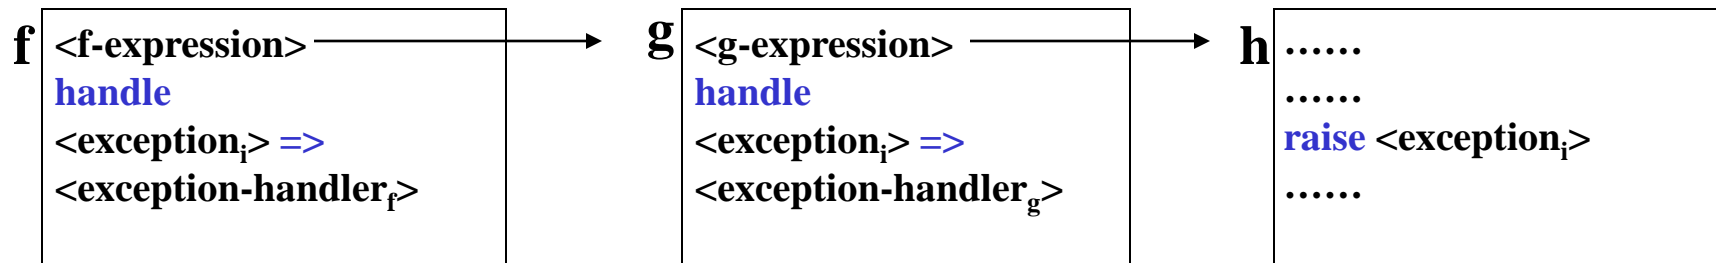 f
<f-expression>
handle
<exceptioni> =>
<exception-handlerf>
g
<g-expression>
handle
<exceptioni> =>
<exception-handlerg>
h
……
……
raise <exceptioni>
……